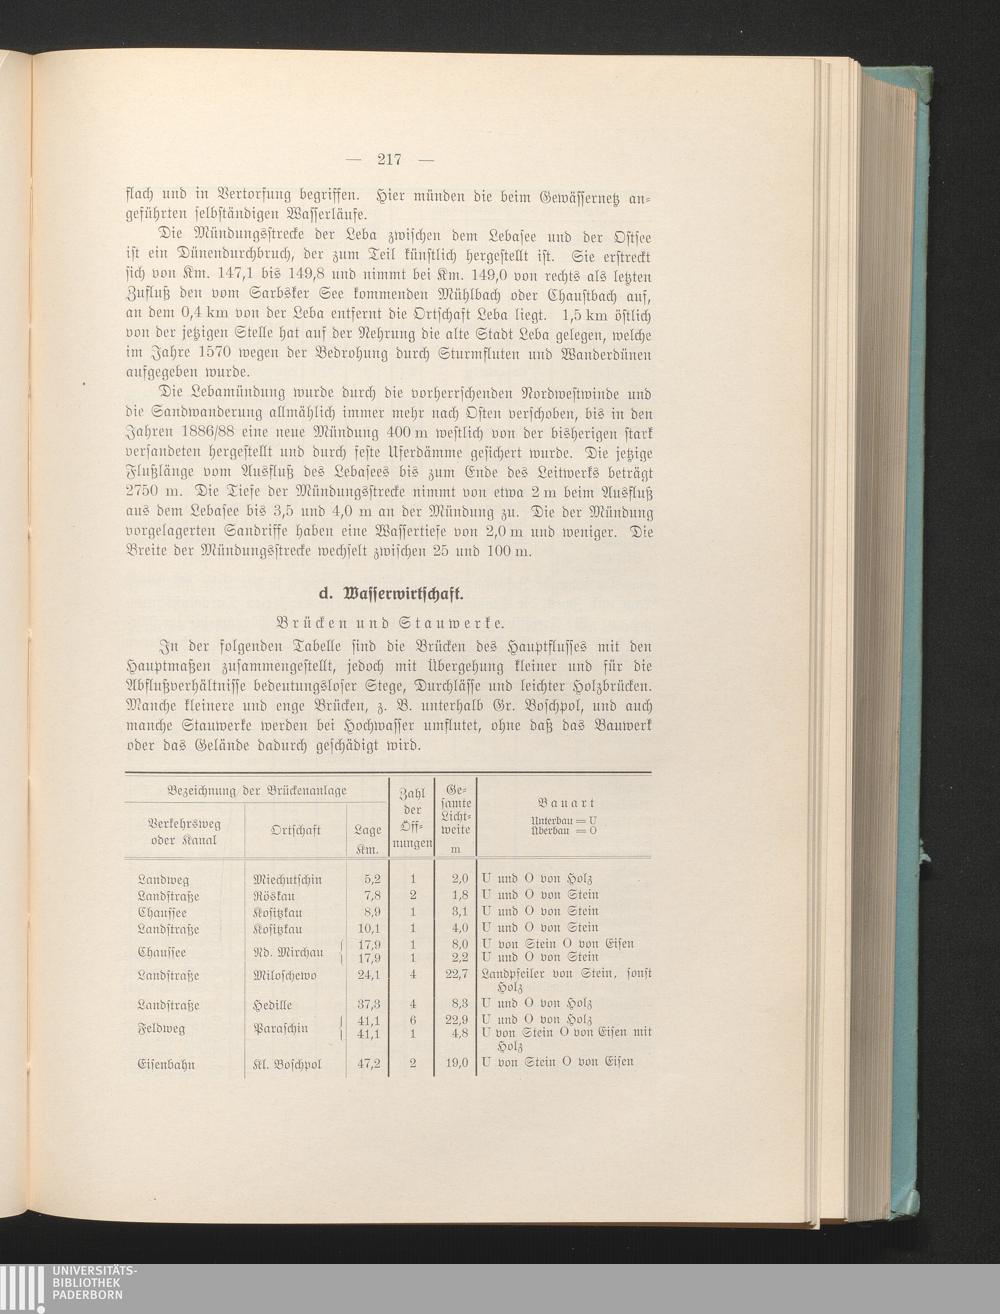 — 217 —
flach und in Vertorfung begriffen. Hier münden die beim Gewässernetz an-
geführten selbständigen Wasserläufe.
Die Mündungsstrecke der Leba zwischen dem Lebasee und der Ostsee
ist ein Dünendurchbruch, der zum Teil künstlich hergestellt ist. Sie erstreckt
sich von Km. 147,1 bis 149,8 und nimmt bei Km. 149,0 von rechts als letzten
Zufluß den vom Sarbsker See kommenden Mühlbach oder Chaustbach auf,
an dem 0,4 km von der Leba entfernt die Ortschaft Leba liegt. 1,5 km östlich
von der jetzigen Stelle hat auf der Nehrung die alte Stadt Leba gelegen, welche
im Jahre 1570 wegen der Bedrohung durch Sturmfluten und Wanderdünen
aufgegeben wurde.
Die Lebamündung wurde durch die vorherrschenden Nordwestwinde und
die Sandwanderung allmählich immer mehr nach Osten verschoben, bis in den
Jahren 1886/88 eine neue Mündung 400 m westlich von der bisherigen stark
versandeten hergestellt und durch feste Uferdämme gesichert wurde. Die jetzige
Flußlänge vom Ausfluß des Lebasees bis zum Ende des Leitwerks beträgt
2750 m. Die Tiefe der Mündungsstrecke nimmt von etwa 2 m beim Ausfluß
aus dem Lebasee bis 3,5 und 4,0 m an der Mündung zu. Die der Mündung
vorgelagerten Sandriffe haben eine Wassertiefe von 2,0 m und weniger. Die
Breite der Mündungsstrecke wechselt zwischen 25 und 100 m.
d. Wasserwirtschaft.
Brücken und Stauwerke.
In der folgenden Tabelle sind die Brücken des Hauptflusses mit den
Hauptmaßen zusammengestellt, jedoch mit Übergehung kleiner und für die
Abflußverhältnisse bedeutungsloser Stege, Durchlässe und leichter Holzbrücken.
Manche kleinere und enge Brücken, z. B. unterhalb Gr. Boschpol, und auch
manche Stauwerke werden bei Hochwasser umflutet, ohne daß das Bauwerk
oder das Gelände dadurch geschädigt wird.
Bezeichnung der Brückenanlage
Verkehrsweg
oder Kanal
Ortschaft
Lage
Km.
Zahl
der
Öff-
nungen
Ge-
samte
Licht-
weite
m
Bauart
Unterbau = U
Überbau = O
Landweg Miechutschin 5,2 1 2,0 U und O von Holz
Landstraße Röskau 7,8 2 1,8 U und O von Stein
Chaussee Kositzkau 8,9 1 3,1 U und O von Stein
Landstraße Kositzkau 10,1 1 4,0 U und O von Stein
Chaussee Nd. Mirchau { 17,9 1 8,0 U von Stein O von Eisen
17,9 1 2,2 U und O von Stein
Landstraße Miloschewo 24,1 4 22,7 Landpfeiler von Stein, sonst
Holz
Landstraße Hedille 37,3 4 8,3 U und O von Holz
Feldweg Paraschin { 41,1 6 22,9 U und O von Holz
41,1 1 4,8 U von Stein O von Eisen mit
Holz
Eisenbahn Kl. Boschpol 47,2 2 19,0 U von Stein O von Eisen
UNIVERSITÄTS-
BIBLIOTHEK
PADERBORN